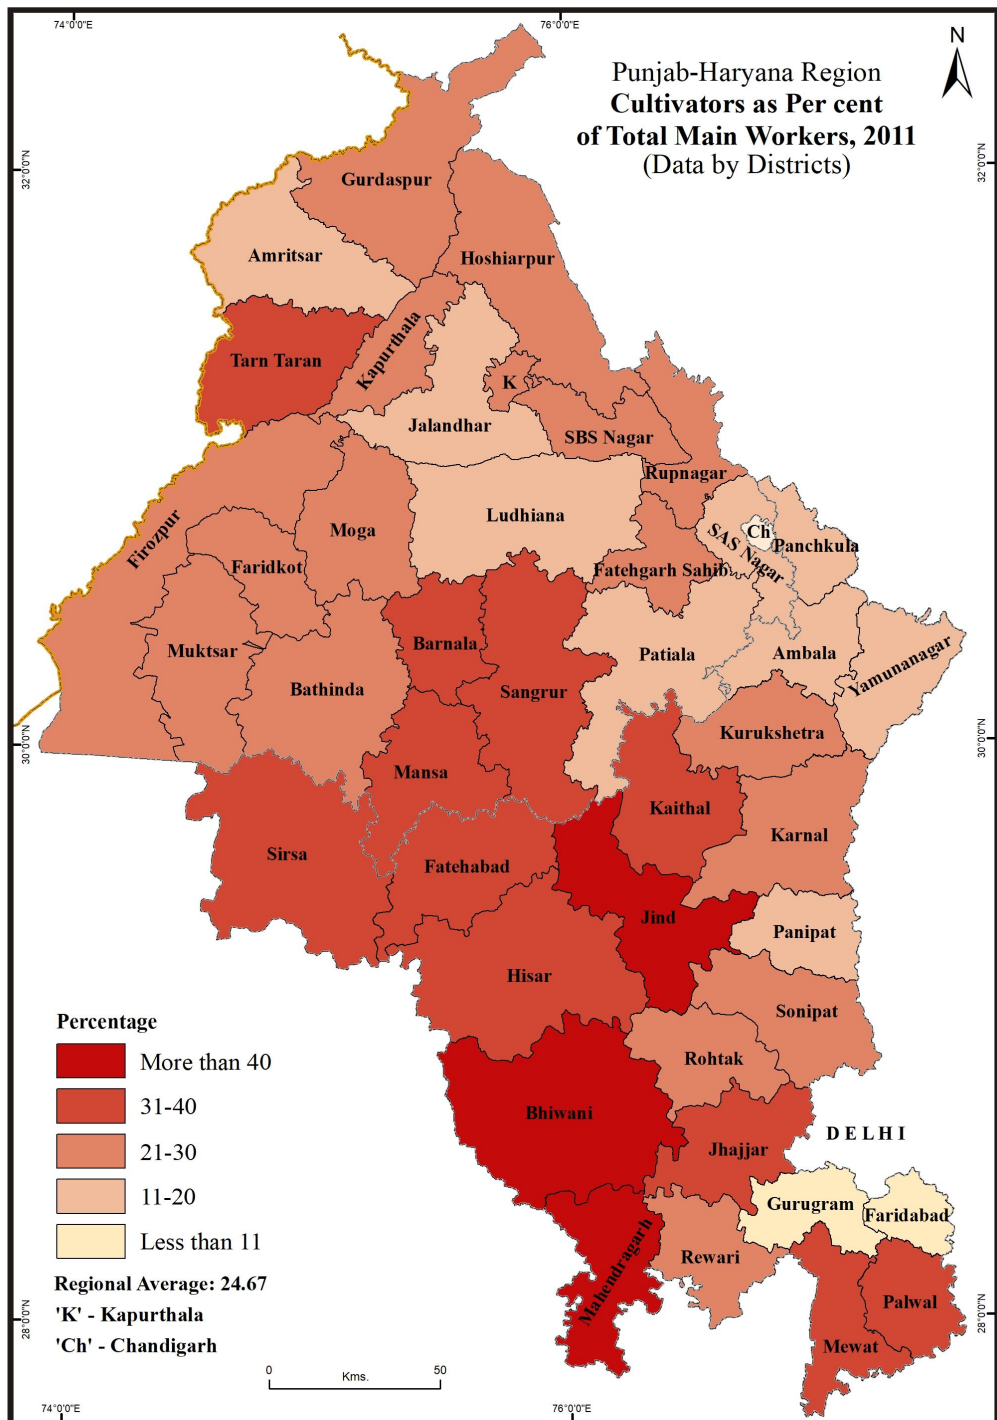 74°0'0"E
76°0'0"E
N
Punjab-Haryana Region
Cultivators as Per cent
of Total Main Workers, 2011
(Data by Districts)
32°0'0"N
32°0'0"N
Gurdaspur
Amritsar
Hoshiarpur
Tarn Taran
Kapurthala
K
Jalandhar
SBS Nagar
Rupnagar
Ludhiana
Moga
Firozpur
Ch
SAS Nagar
Panchkula
Faridkot
Fatehgarh Sahib
Muktsar
Barnala
Patiala
Ambala
Yamunanagar
Bathinda
Sangrur
30°0'0"N
30°0'0"N
Kurukshetra
Mansa
Kaithal
Karnal
Sirsa
Fatehabad
Jind
Panipat
Hisar
Sonipat
Rohtak
Bhiwani
Jhajjar
DELHI
Gurugram
Faridabad
Mahendragarh
Rewari
Palwal
Mewat
Percentage
More than 40
31-40
21-30
11-20
Less than 11
Regional Average: 24.67
'K' - Kapurthala
'Ch' - Chandigarh
28°0'0"N
28°0'0"N
0 50
Kms.
74°0'0"E
76°0'0"E